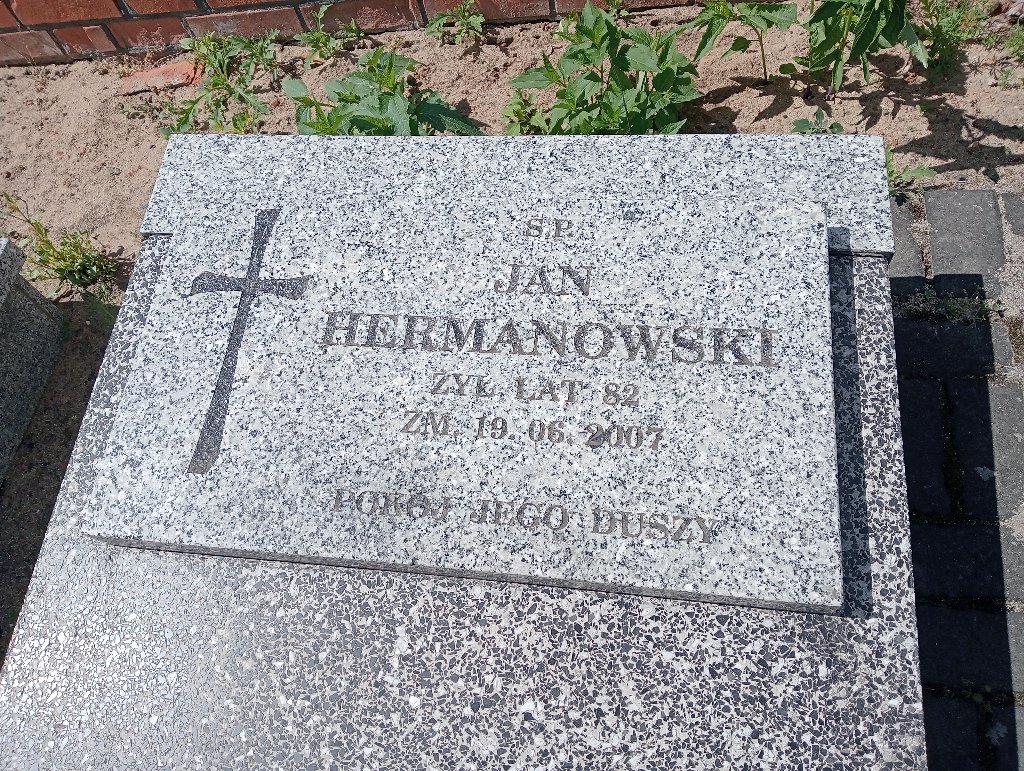 Ś.P.
JAN
HERMANOWSKI
ŻYŁ LAT 82
ZM. 19.06.2007
POKÓJ JEGO DUSZY